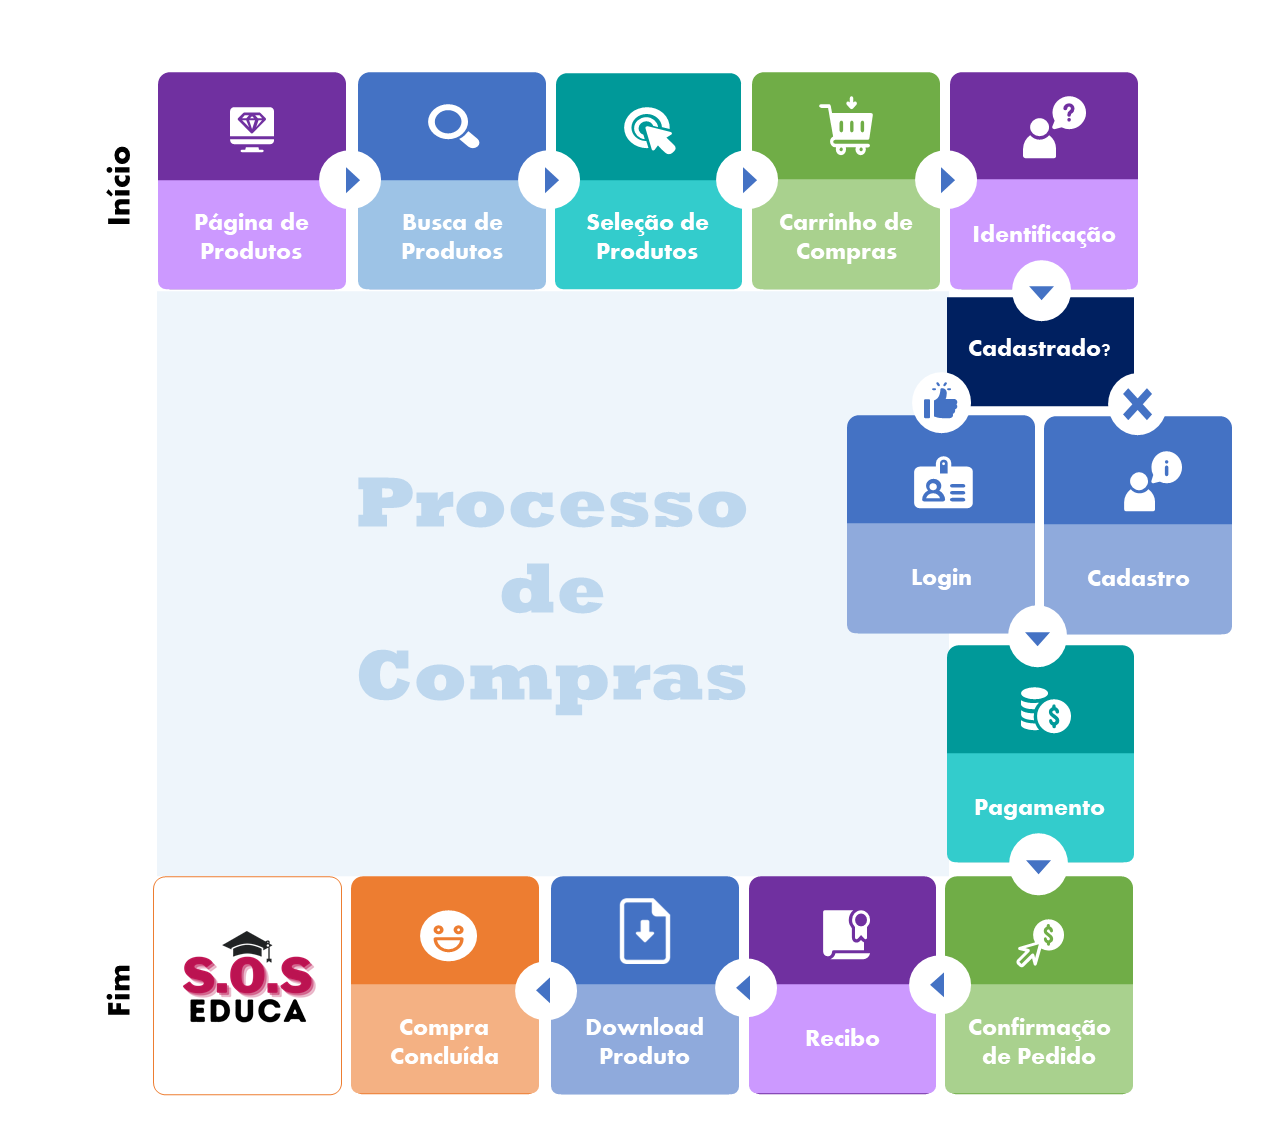 Início
Página de
Produtos
Busca de
Produtos
Seleção de
Produtos
Carrinho de
Compras
Identificação
Cadastrado?
Login
Cadastro
Processo
de
Compras
Pagamento
Fim
S.O.S
EDUCA
Compra
Concluída
Download
Produto
Recibo
Confirmação
de Pedido